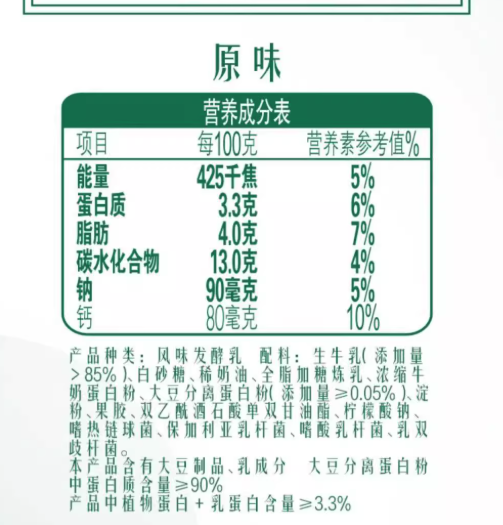 原味
营养成分表
项目 每100克 营养素参考值%
能量 425千焦 5%
蛋白质 3.3克 6%
脂肪 4.0克 7%
碳水化合物 13.0克 4%
钠 90毫克 5%
钙 80毫克 10%
产品种类：风味发酵乳 配料：生牛乳(添加量
>85%)、白砂糖、稀奶油、全脂加糖炼乳、浓缩牛
奶蛋白粉、大豆分离蛋白粉(添加量≥0.05%)、淀
粉、果胶、双乙酰酒石酸单双甘油酯、柠檬酸钠、
嗜热链球菌、保加利亚乳杆菌、嗜酸乳杆菌、乳双
歧杆菌。
本产品含有大豆制品、乳成分 大豆分离蛋白粉
中蛋白质含量≥90%
产品中植物蛋白+乳蛋白含量≥3.3%